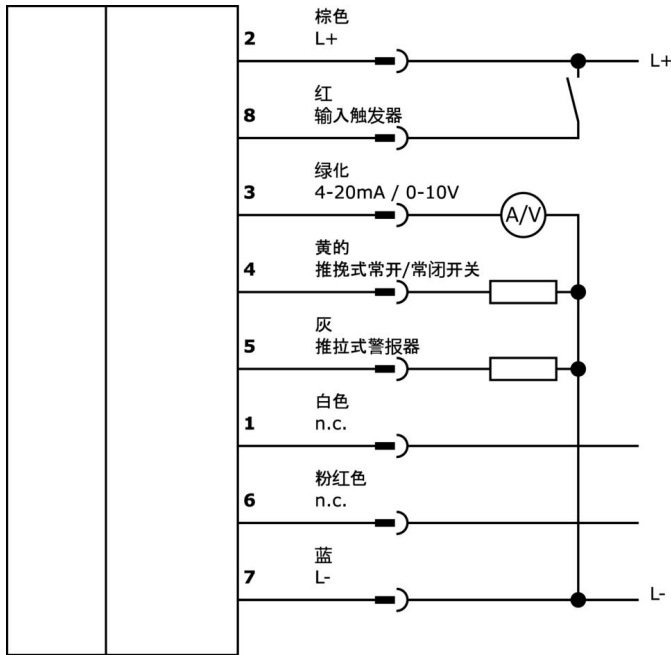 棕色
2 L+
L+
红
8 输入触发器
绿化
3 4-20mA / 0-10V
A/V
黄的
4 推挽式常开/常闭开关
灰
5 推拉式警报器
白色
1 n.c.
粉红色
6 n.c.
蓝
7 L-
L-